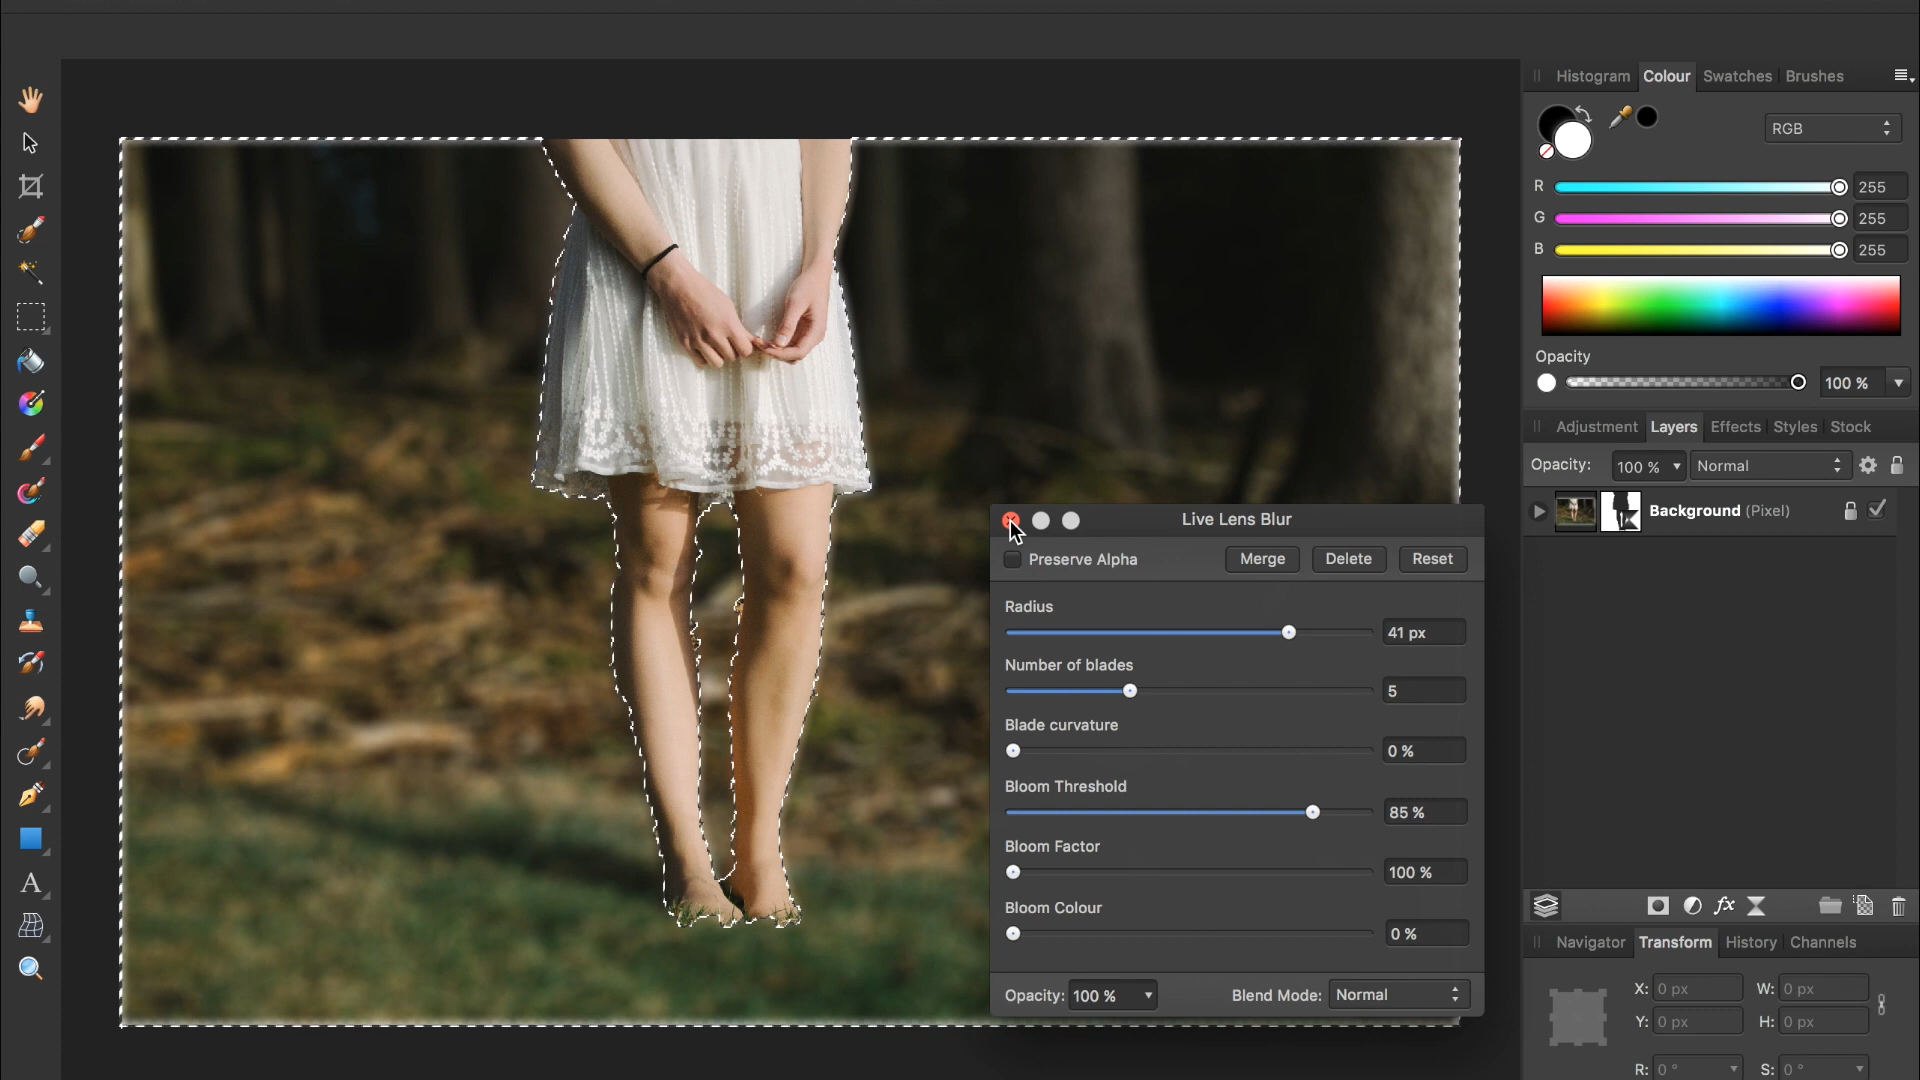 Histogram Colour Swatches Brushes
RGB
R 255
G 255
B 255
Opacity
100 %
Adjustment Layers Effects Styles Stock
Opacity: 100 % Normal
Background (Pixel)
Live Lens Blur
Preserve Alpha Merge Delete Reset
Radius
41 px
Number of blades
5
Blade curvature
0 %
Bloom Threshold
85 %
Bloom Factor
100 %
Bloom Colour
0 %
Opacity: 100 % Blend Mode: Normal
fx
Navigator Transform History Channels
X: 0 px W: 0 px
Y: 0 px H: 0 px
R: 0 ° S: 0 °
A